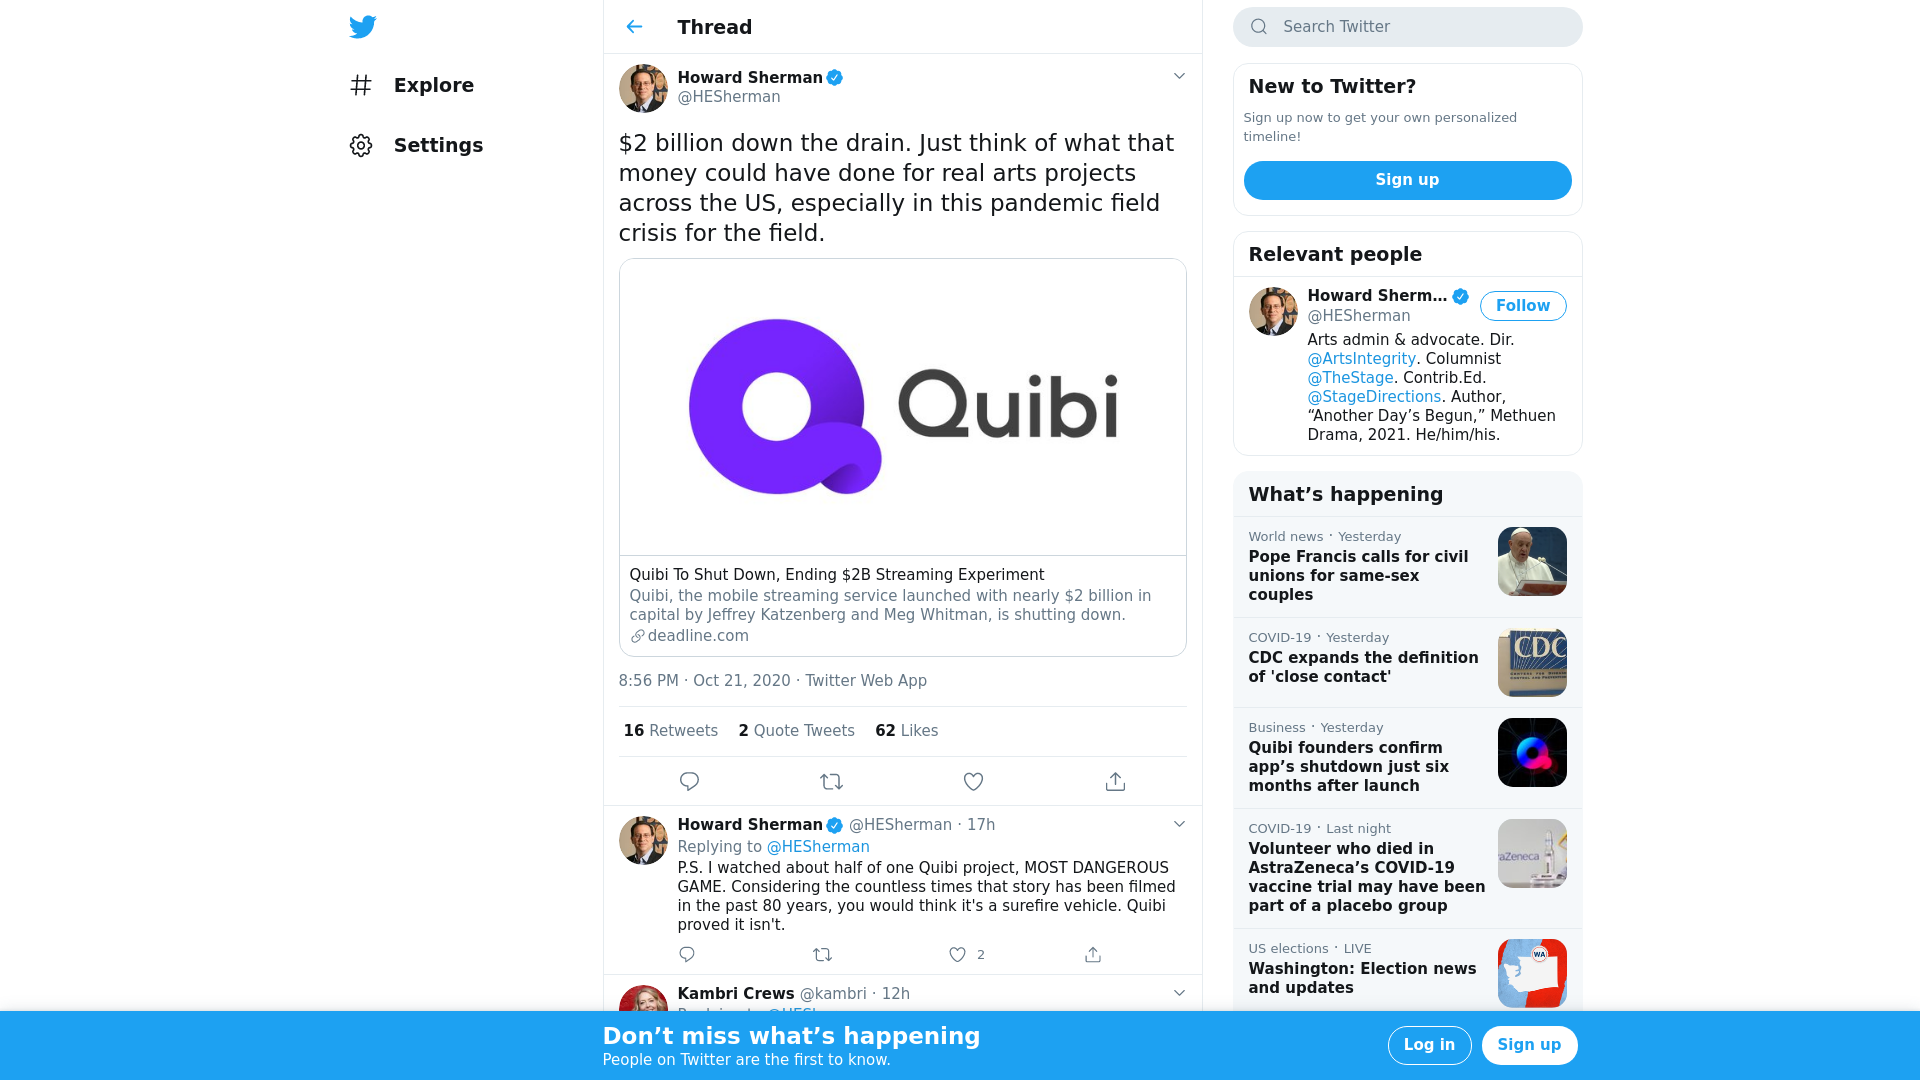 Explore
Settings
Thread
Howard Sherman
@HESherman
$2 billion down the drain. Just think of what that
money could have done for real arts projects
across the US, especially in this pandemic field
crisis for the field.
Quibi
Quibi To Shut Down, Ending $2B Streaming Experiment
Quibi, the mobile streaming service launched with nearly $2 billion in
capital by Jeffrey Katzenberg and Meg Whitman, is shutting down.
deadline.com
8:56 PM · Oct 21, 2020 · Twitter Web App
16 Retweets 2 Quote Tweets 62 Likes
Howard Sherman @HESherman · 17h
Replying to @HESherman
P.S. I watched about half of one Quibi project, MOST DANGEROUS
GAME. Considering the countless times that story has been filmed
in the past 80 years, you would think it's a surefire vehicle. Quibi
proved it isn't.
2
Kambri Crews @kambri · 12h
Search Twitter
New to Twitter?
Sign up now to get your own personalized
timeline!
Sign up
Relevant people
Howard Sherm...
@HESherman
Follow
Arts admin & advocate. Dir.
@ArtsIntegrity. Columnist
@TheStage. Contrib.Ed.
@StageDirections. Author,
“Another Day’s Begun,” Methuen
Drama, 2021. He/him/his.
What’s happening
World news · Yesterday
Pope Francis calls for civil
unions for same-sex
couples
COVID-19 · Yesterday
CDC expands the definition
of 'close contact'
CDC
Business · Yesterday
Quibi founders confirm
app’s shutdown just six
months after launch
COVID-19 · Last night
Volunteer who died in
AstraZeneca’s COVID-19
vaccine trial may have been
part of a placebo group
raZeneca
US elections · LIVE
Washington: Election news
and updates
WA
Don’t miss what’s happening
People on Twitter are the first to know.
Log in
Sign up